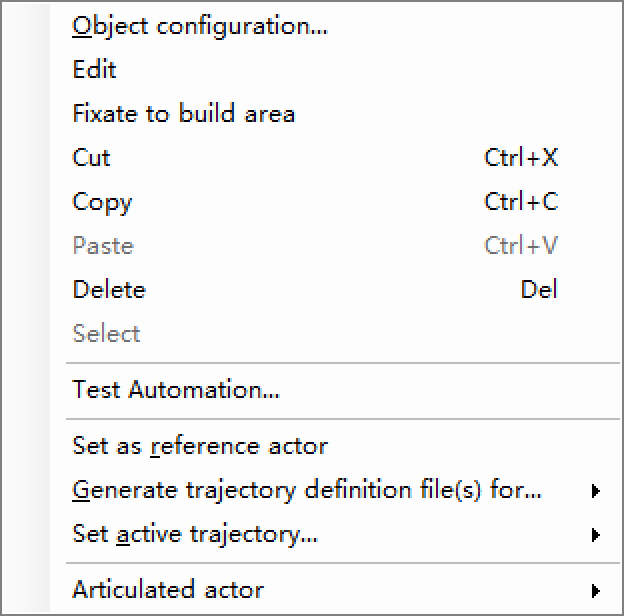 Object configuration...
Edit
Fixate to build area
Cut Ctrl+X
Copy Ctrl+C
Paste Ctrl+V
Delete Del
Select
Test Automation...
Set as reference actor
Generate trajectory definition file(s) for...
Set active trajectory...
Articulated actor